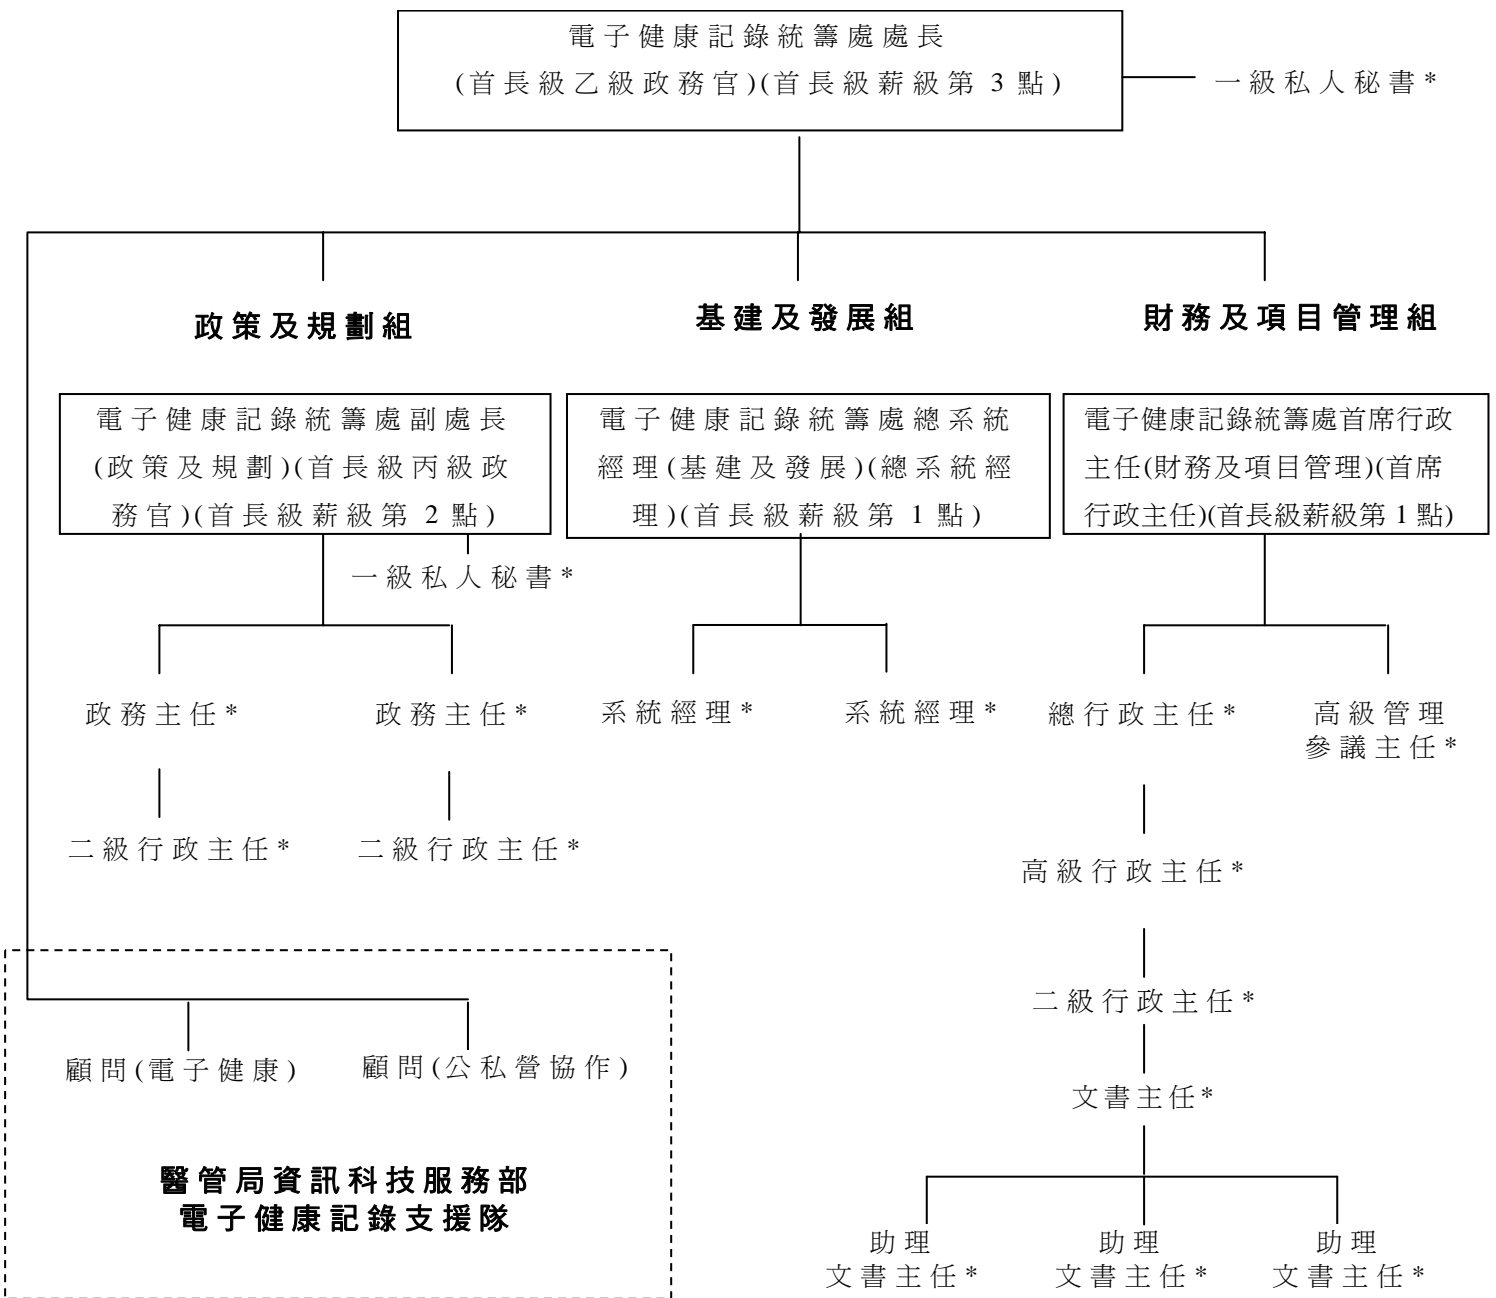 電子健康記錄統籌處處長
(首長級乙級政務官)(首長級薪級第 3 點)
一級私人秘書*
政策及規劃組
基建及發展組
財務及項目管理組
電子健康記錄統籌處副處長
(政策及規劃)(首長級丙級政
務官)(首長級薪級第 2 點)
電子健康記錄統籌處總系統
經理(基建及發展)(總系統經
理)(首長級薪級第 1 點)
電子健康記錄統籌處首席行政
主任(財務及項目管理)(首席
行政主任)(首長級薪級第 1 點)
一級私人秘書*
政務主任*
政務主任*
系統經理*
系統經理*
總行政主任*
高級管理
參議主任*
二級行政主任*
二級行政主任*
高級行政主任*
二級行政主任*
顧問(電子健康)
顧問(公私營協作)
文書主任*
醫管局資訊科技服務部
電子健康記錄支援隊
助理
文書主任*
助理
文書主任*
助理
文書主任*